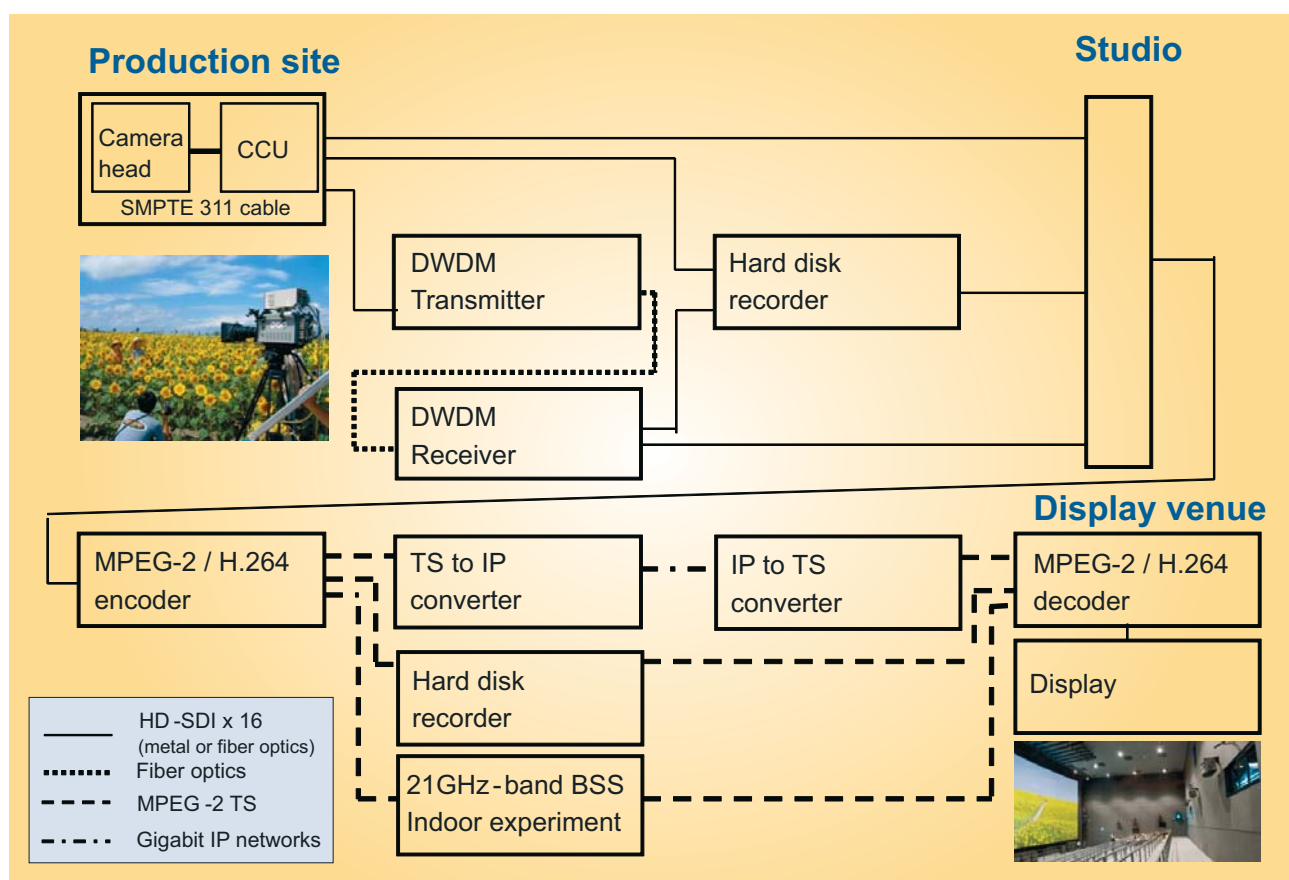 Production site
Studio
Camera
head
CCU
SMPTE 311 cable
DWDM
Transmitter
Hard disk
recorder
DWDM
Receiver
Display venue
MPEG-2 / H.264
encoder
TS to IP
converter
IP to TS
converter
MPEG-2 / H.264
decoder
Hard disk
recorder
Display
21GHz-band BSS
Indoor experiment
HD-SDI x 16
(metal or fiber optics)
Fiber optics
MPEG-2 TS
Gigabit IP networks